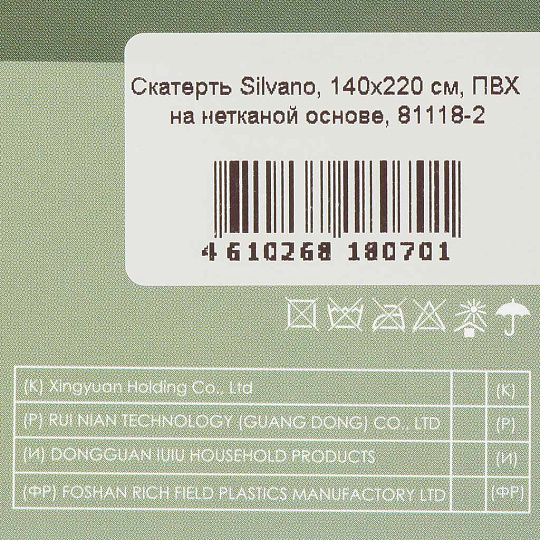 Скатерть Silvano, 140х220 см, ПВХ
на нетканой основе, 81118-2
4 610268 180701
(К) Xingyuan Holding Co., Ltd (К)
(Р) RUI NIAN TECHNOLOGY (GUANG DONG) CO., LTD (Р)
(И) DONGGUAN IUIU HOUSEHOLD PRODUCTS (И)
(ФР) FOSHAN RICH FIELD PLASTICS MANUFACTORY LTD (ФР)